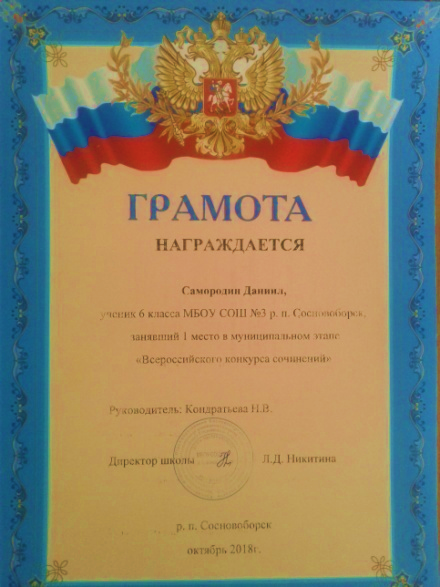 ГРАМОТА
НАГРАЖДАЕТСЯ
Самородин Даниил,
ученик 6 класса МБОУ СОШ №3 р. п. Сосновоборск,
занявший 1 место в муниципальном этапе
«Всероссийского конкурса сочинений»
Руководитель: Кондратьева Н.В.
Директор школы Л.Д. Никитина
р. п. Сосновоборск
октябрь 2018г.